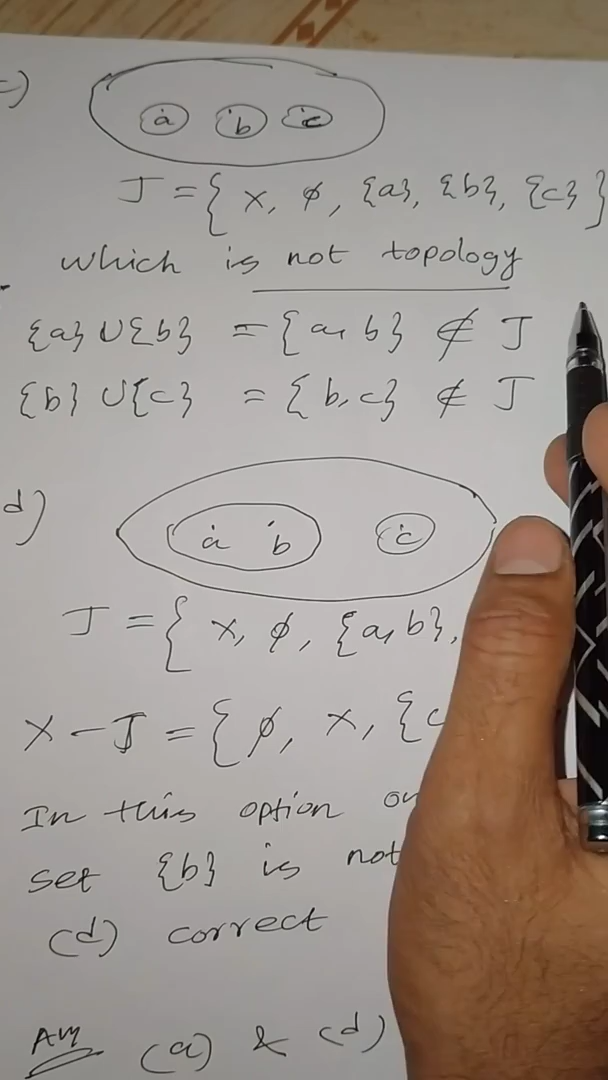 c)
a b c
J = { X, φ, {a}, {b}, {c} }
which is not topology
{a} ∪ {b} = {a, b} ∉ J
{b} ∪ {c} = {b, c} ∉ J
d)
a b c
J = { X, φ, {a, b},
X - J = { φ, X, {c
In this option
set {b} is not
(d) correct
Ans (a) & (d)